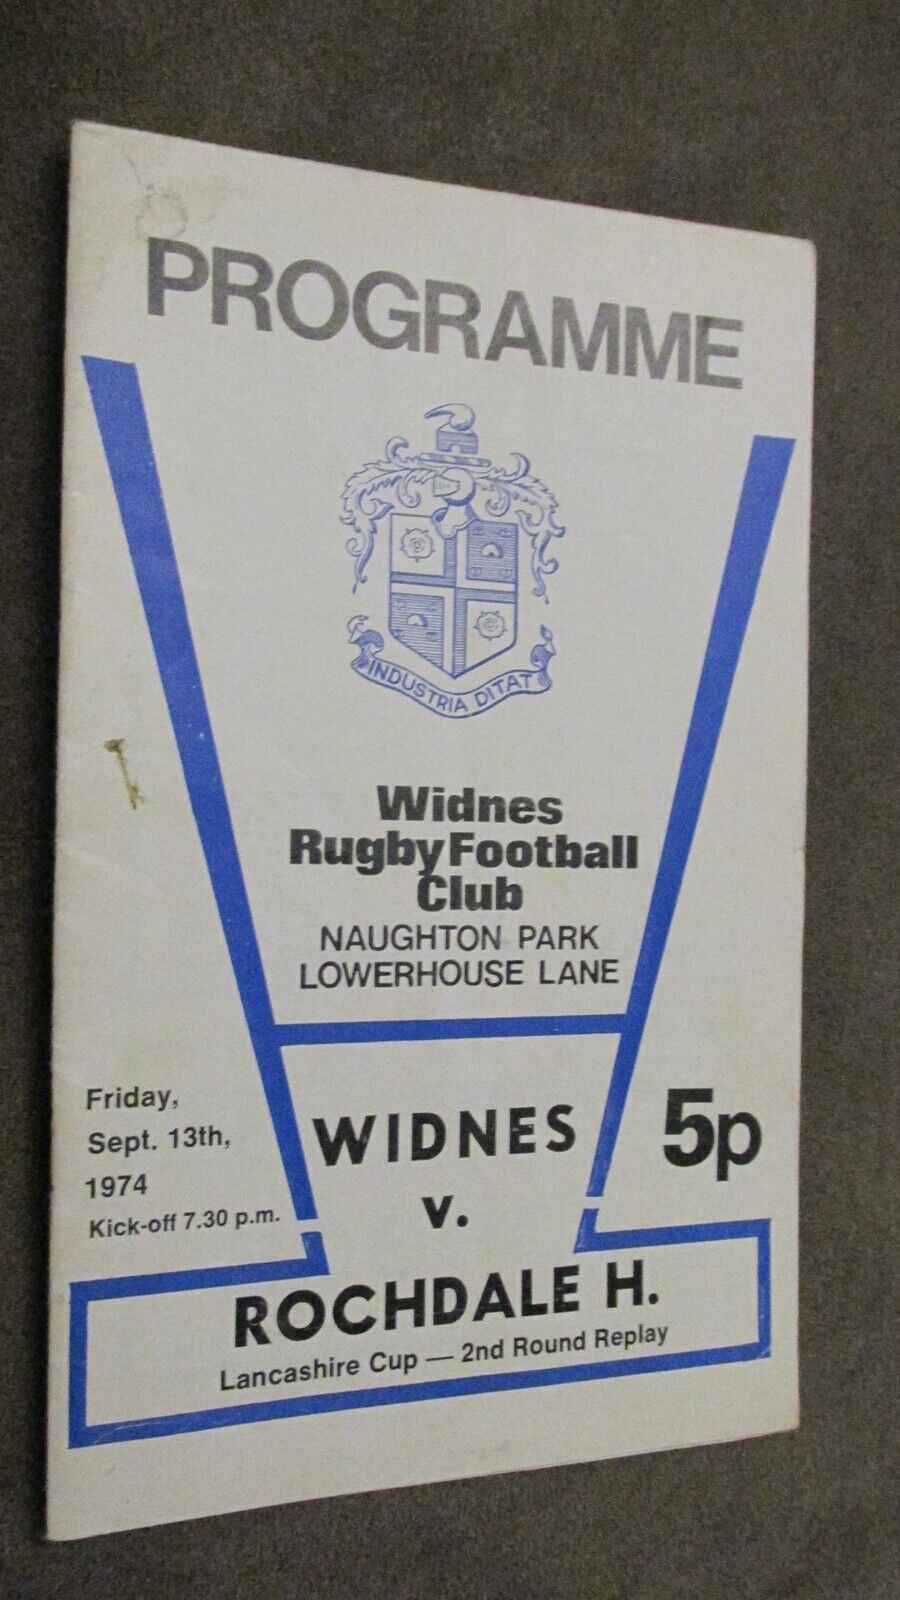 PROGRAMME
INDUSTRIA DITAT
Widnes
Rugby Football
Club
NAUGHTON PARK
LOWERHOUSE LANE
Friday,
Sept. 13th,
1974
Kick-off 7.30 p.m.
WIDNES
v.
5p
ROCHDALE H.
Lancashire Cup — 2nd Round Replay